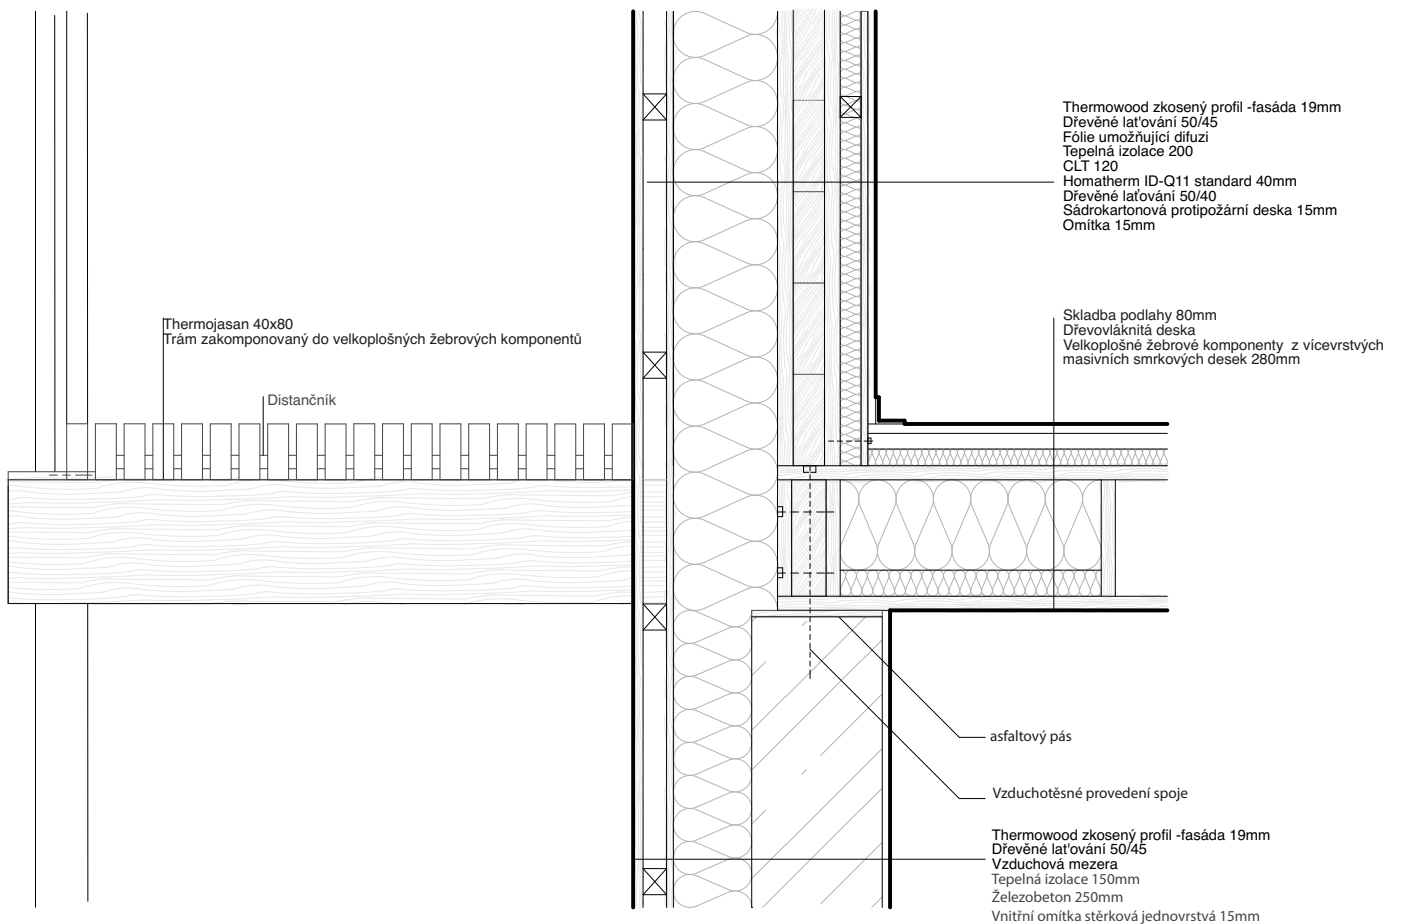 Thermowood zkosený profil -fasáda 19mm
Dřevěné lat'ování 50/45
Fólie umožňující difuzi
Tepelná izolace 200
CLT 120
Homatherm ID-Q11 standard 40mm
Dřevěné laťování 50/40
Sádrokartonová protipožární deska 15mm
Omítka 15mm
Skladba podlahy 80mm
Dřevovláknitá deska
Velkoplošné žebrové komponenty z vícevrstvých
masivních smrkových desek 280mm
Thermojasan 40x80
Trám zakomponovaný do velkoplošných žebrových komponentů
Distančník
asfaltový pás
Vzduchotěsné provedení spoje
Thermowood zkosený profil -fasáda 19mm
Dřevěné lat'ování 50/45
Vzduchová mezera
Tepelná izolace 150mm
Železobeton 250mm
Vnitřní omítka stěrková jednovrstvá 15mm